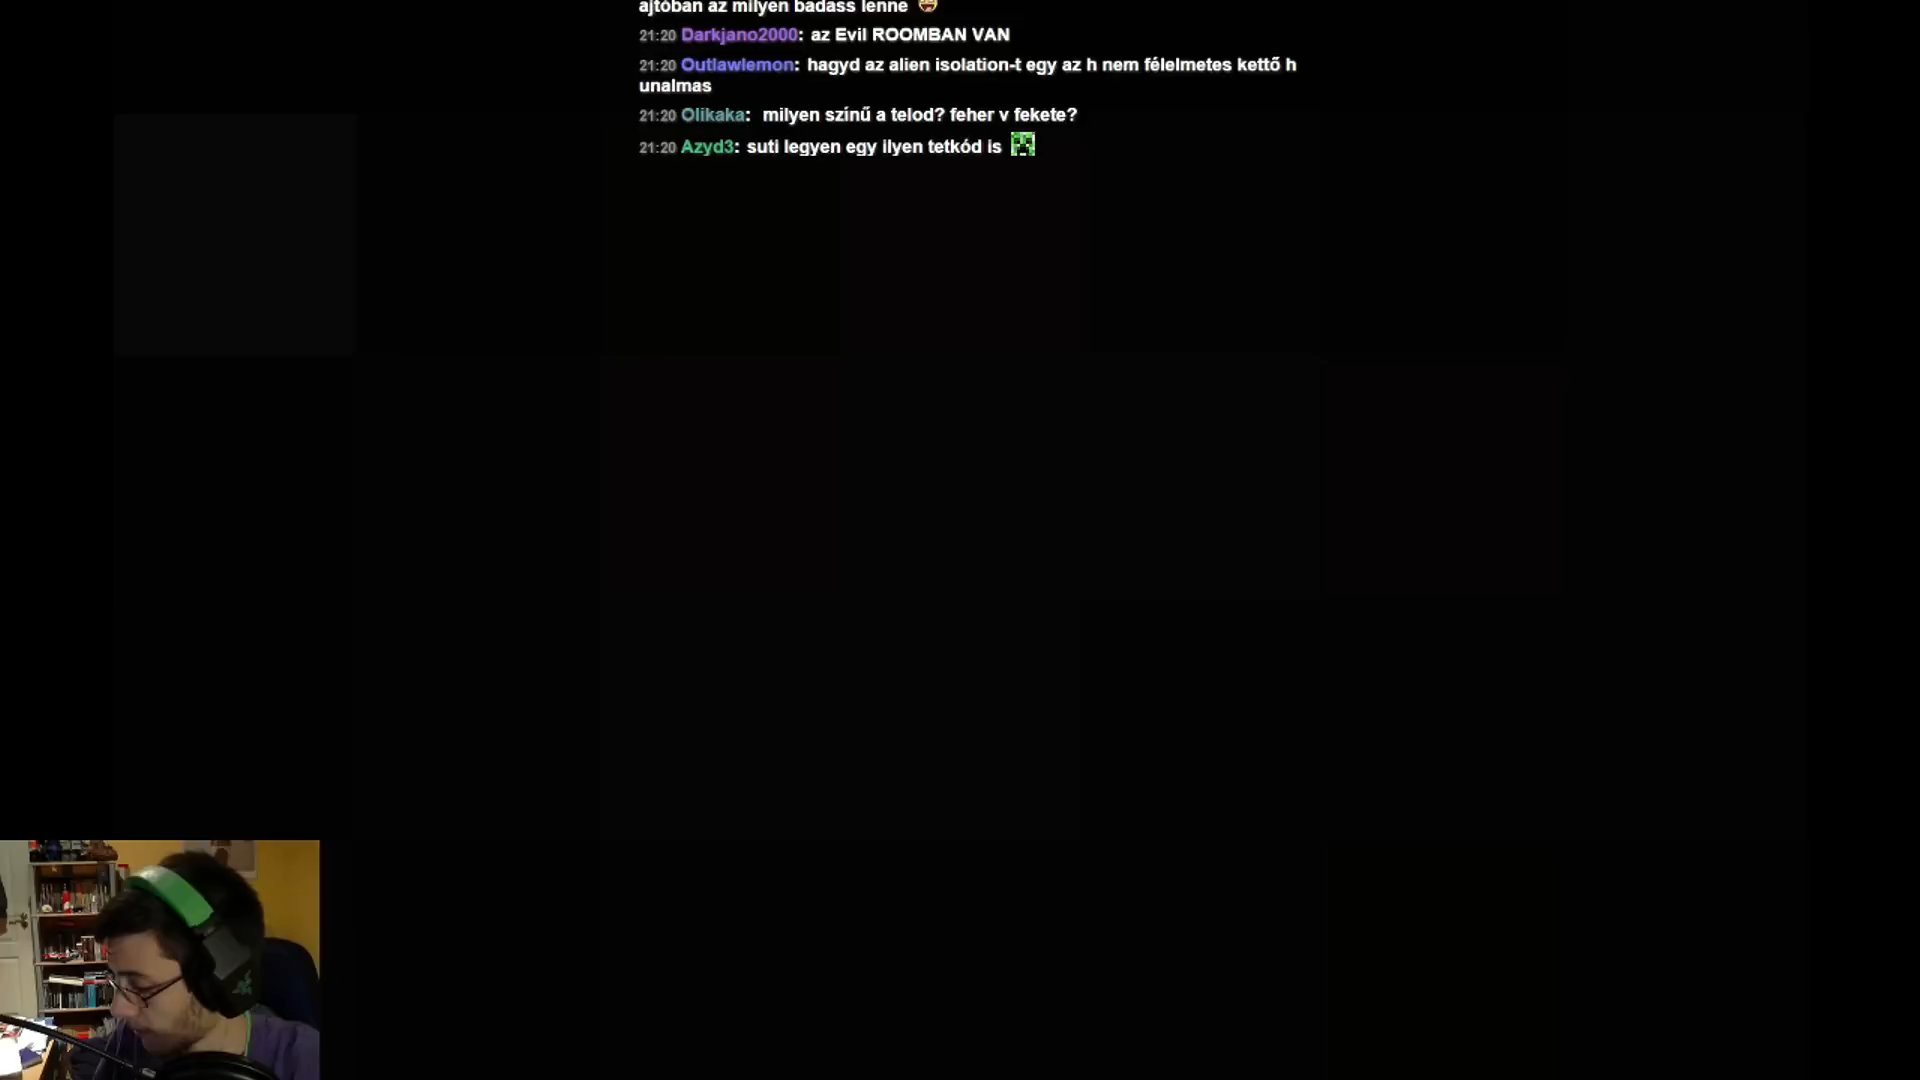 ajtóban az milyen badass lenne
21:20 Darkjano2000: az Evil ROOMBAN VAN
21:20 Outlawlemon: hagyd az alien isolation-t egy az h nem félelmetes kettő h
unalmas
21:20 Olikaka: milyen színű a telod? feher v fekete?
21:20 Azyd3: suti legyen egy ilyen tetkód is